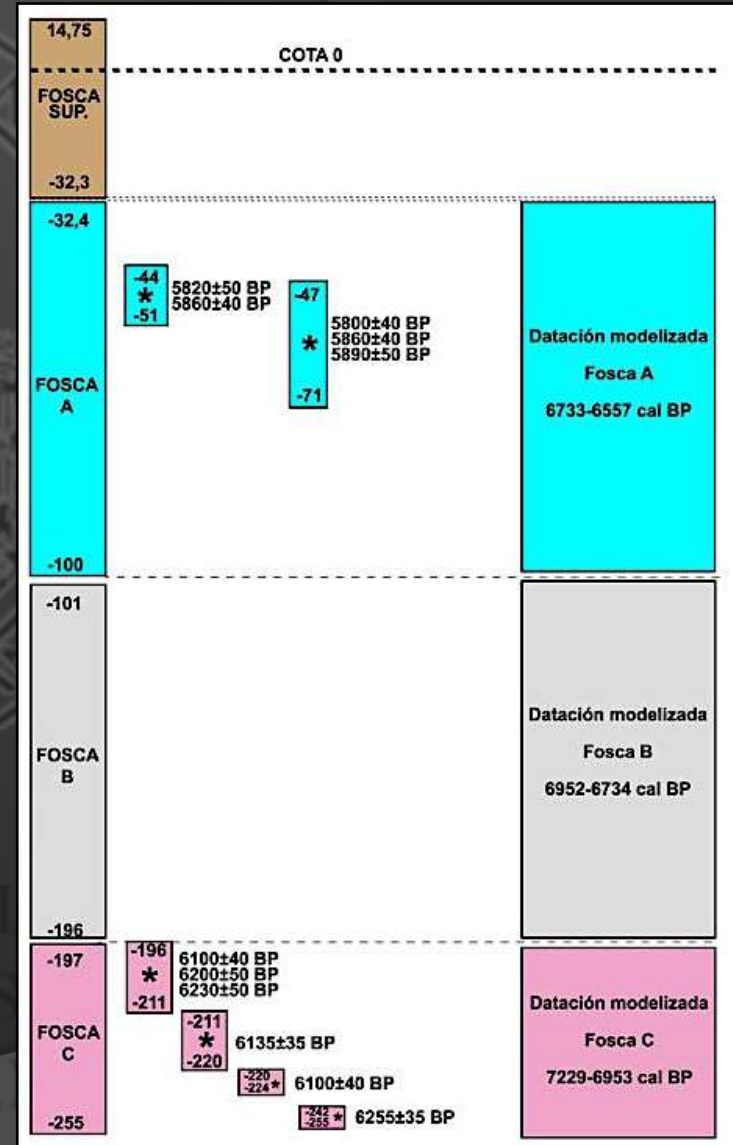 14,75
COTA 0
FOSCA
SUP.
-32,3
-32,4
-44
-51
5820±50 BP
5860±40 BP
-47
-71
5800±40 BP
5860±40 BP
5890±50 BP
FOSCA
A
-100
Datación modelizada
Fosca A
6733-6557 cal BP
-101
FOSCA
B
-196
Datación modelizada
Fosca B
6952-6734 cal BP
-197
FOSCA
C
-255
-196
-211
6100±40 BP
6200±50 BP
6230±50 BP
-211
-220
6135±35 BP
-220
-224
6100±40 BP
-242
-255
6255±35 BP
Datación modelizada
Fosca C
7229-6953 cal BP